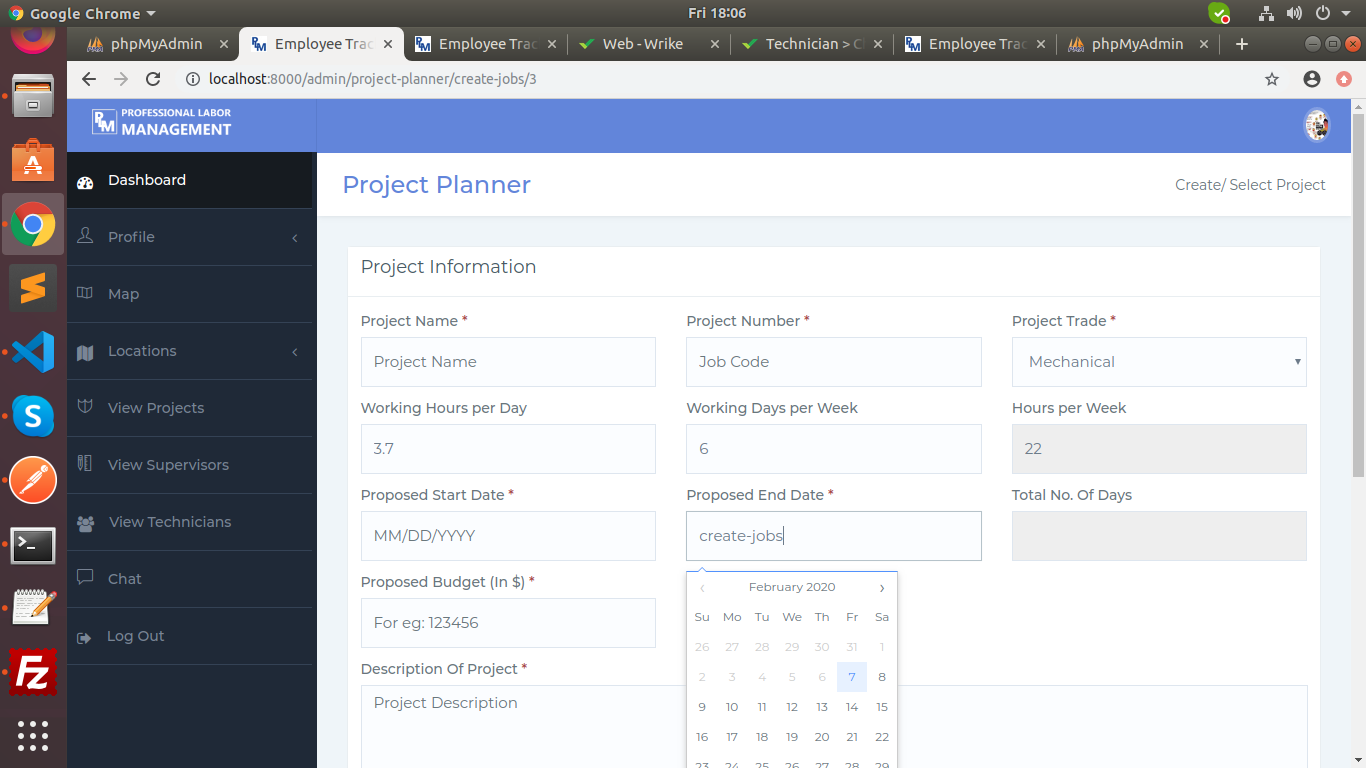 Google Chrome
Fri 18:06
phpMyAdmin
Employee Trac
Employee Trac
Web - Wrike
Technician > C
Employee Trac
phpMyAdmin
localhost:8000/admin/project-planner/create-jobs/3
PM PROFESSIONAL LABOR
MANAGEMENT
Dashboard
Profile
Map
Locations
View Projects
View Supervisors
View Technicians
Chat
Log Out
Project Planner
Create/ Select Project
Project Information
Project Name * Project Number * Project Trade *
Project Name Job Code Mechanical
Working Hours per Day Working Days per Week Hours per Week
3.7 6 22
Proposed Start Date * Proposed End Date * Total No. Of Days
MM/DD/YYYY create-jobs
Proposed Budget (In $) *
For eg: 123456
Description Of Project *
Project Description
‹ February 2020 ›
Su Mo Tu We Th Fr Sa
26 27 28 29 30 31 1
2 3 4 5 6 7 8
9 10 11 12 13 14 15
16 17 18 19 20 21 22
23 24 25 26 27 28 29